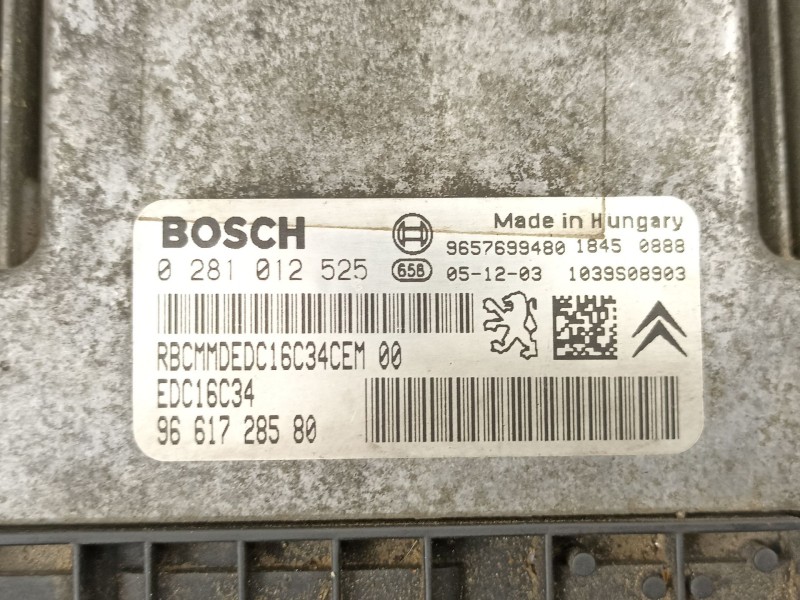 BOSCH
Made in Hungary
9657699480 1845 0888
0 281 012 525
656 05-12-03 1039S08903
RBCMMDEDC16C34CEM 00
EDC16C34
96 617 285 80